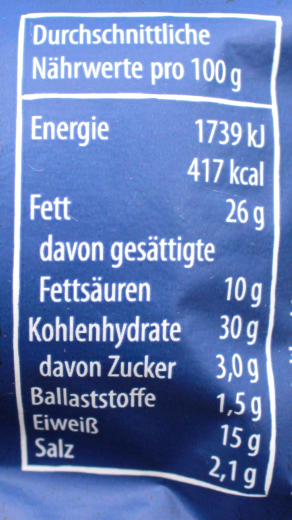 Durchschnittliche
Nährwerte pro 100 g
Energie 1739 kJ
417 kcal
Fett 26 g
davon gesättigte
Fettsäuren 10 g
Kohlenhydrate 30 g
davon Zucker 3,0 g
Ballaststoffe 1,5 g
Eiweiß 15 g
Salz 2,1 g